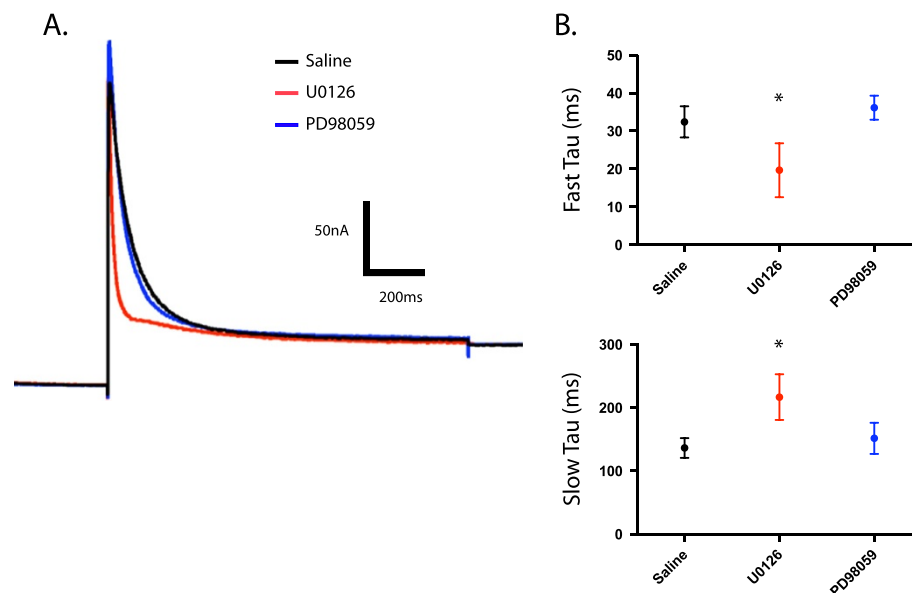 A.
Saline
U0126
PD98059
50nA
200ms
B.
Fast Tau (ms)
50
40
30
20
10
0
*
Saline
U0126
PD98059
Slow Tau (ms)
300
200
100
0
*
Saline
U0126
PD98059